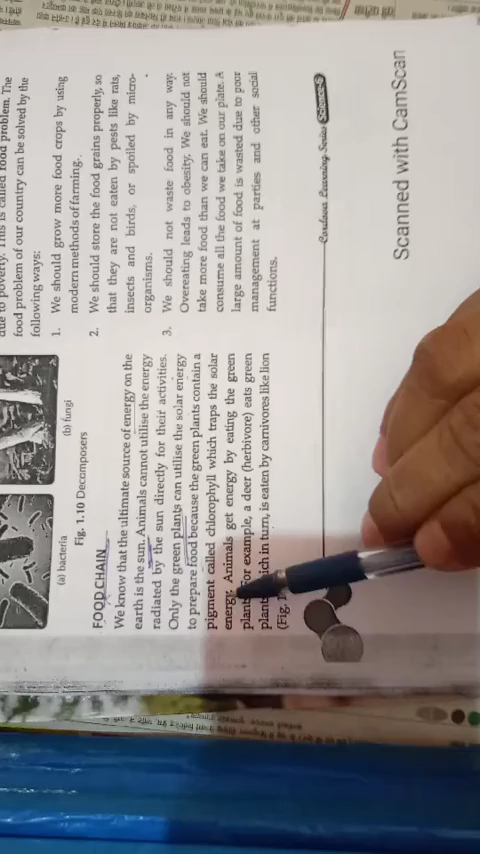 (a) bacteria
(b) fungi
Fig. 1.10 Decomposers
FOOD CHAIN
We know that the ultimate source of energy on the
earth is the sun. Animals cannot utilise the energy
radiated by the sun directly for their activities.
Only the green plants can utilise the solar energy
to prepare food because the green plants contain a
pigment called chlorophyll which traps the solar
energy. Animals get energy by eating the green
plants. For example, a deer (herbivore) eats green
plants in turn, is eaten by carnivores like lion
(Fig.
due to poverty. This is called food problem. The
food problem of our country can be solved by the
following ways:
1. We should grow more food crops by using
modern methods of farming.
2. We should store the food grains properly, so
that they are not eaten by pests like rats,
insects and birds, or spoiled by micro-
organisms.
3. We should not waste food in any way.
Overeating leads to obesity. We should not
take more food than we can eat. We should
consume all the food we take on our plate. A
large amount of food is wasted due to poor
management at parties and other social
functions.
Cordova Learning Series Science-8
Scanned with CamScan